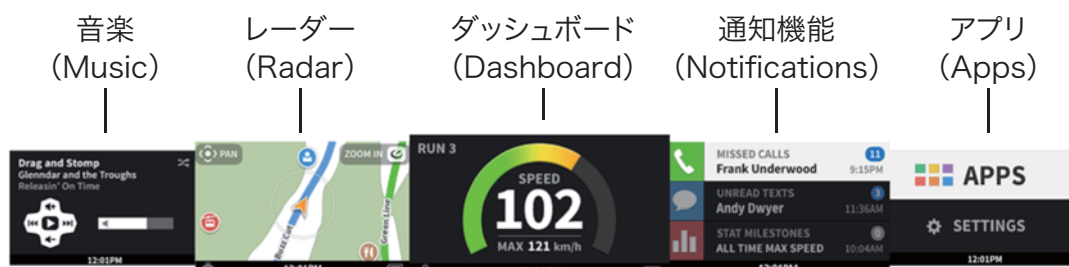 音楽
（Music）
レーダー
（Radar）
ダッシュボード
（Dashboard）
通知機能
（Notifications）
アプリ
（Apps）
Drag and Stomp
Glenndar and the Troughs
Releasin' On Time
12:01PM
PAN
ZOOM IN
Buzz Cut
Green Line
12:01PM
RUN 3
SPEED
102
MAX 121 km/h
MISSED CALLS
11
Frank Underwood
9:15PM
UNREAD TEXTS
3
Andy Dwyer
11:36AM
STAT MILESTONES
0
ALL TIME MAX SPEED
10:04AM
12:01PM
APPS
SETTINGS
12:01PM